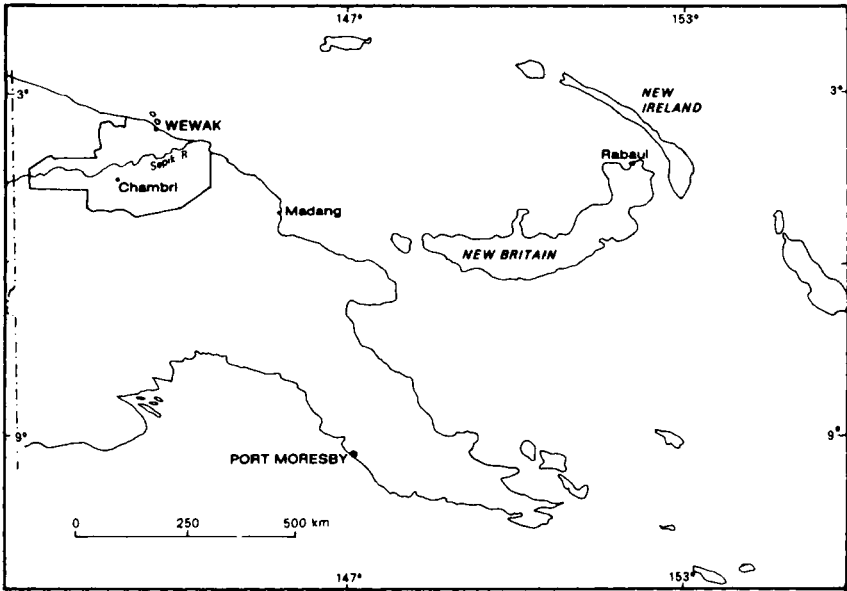 147°
153°
3°
3°
NEW
IRELAND
WEWAK
Sepik R
Rabaul
Chambri
Madang
NEW BRITAIN
9°
9°
PORT MORESBY
0 250 500 km
147°
153°